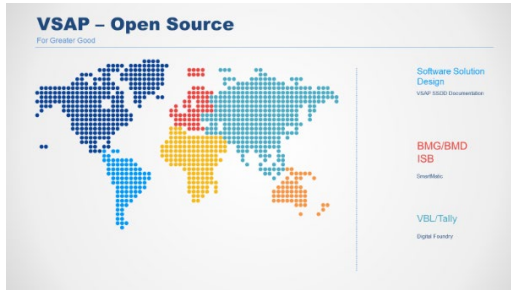 VSAP – Open Source
For Greater Good
Software Solution
Design
VSAP SSOD Documentation
BMG/BMD
ISB
SmartMatic
VBL/Tally
Digital Foundry